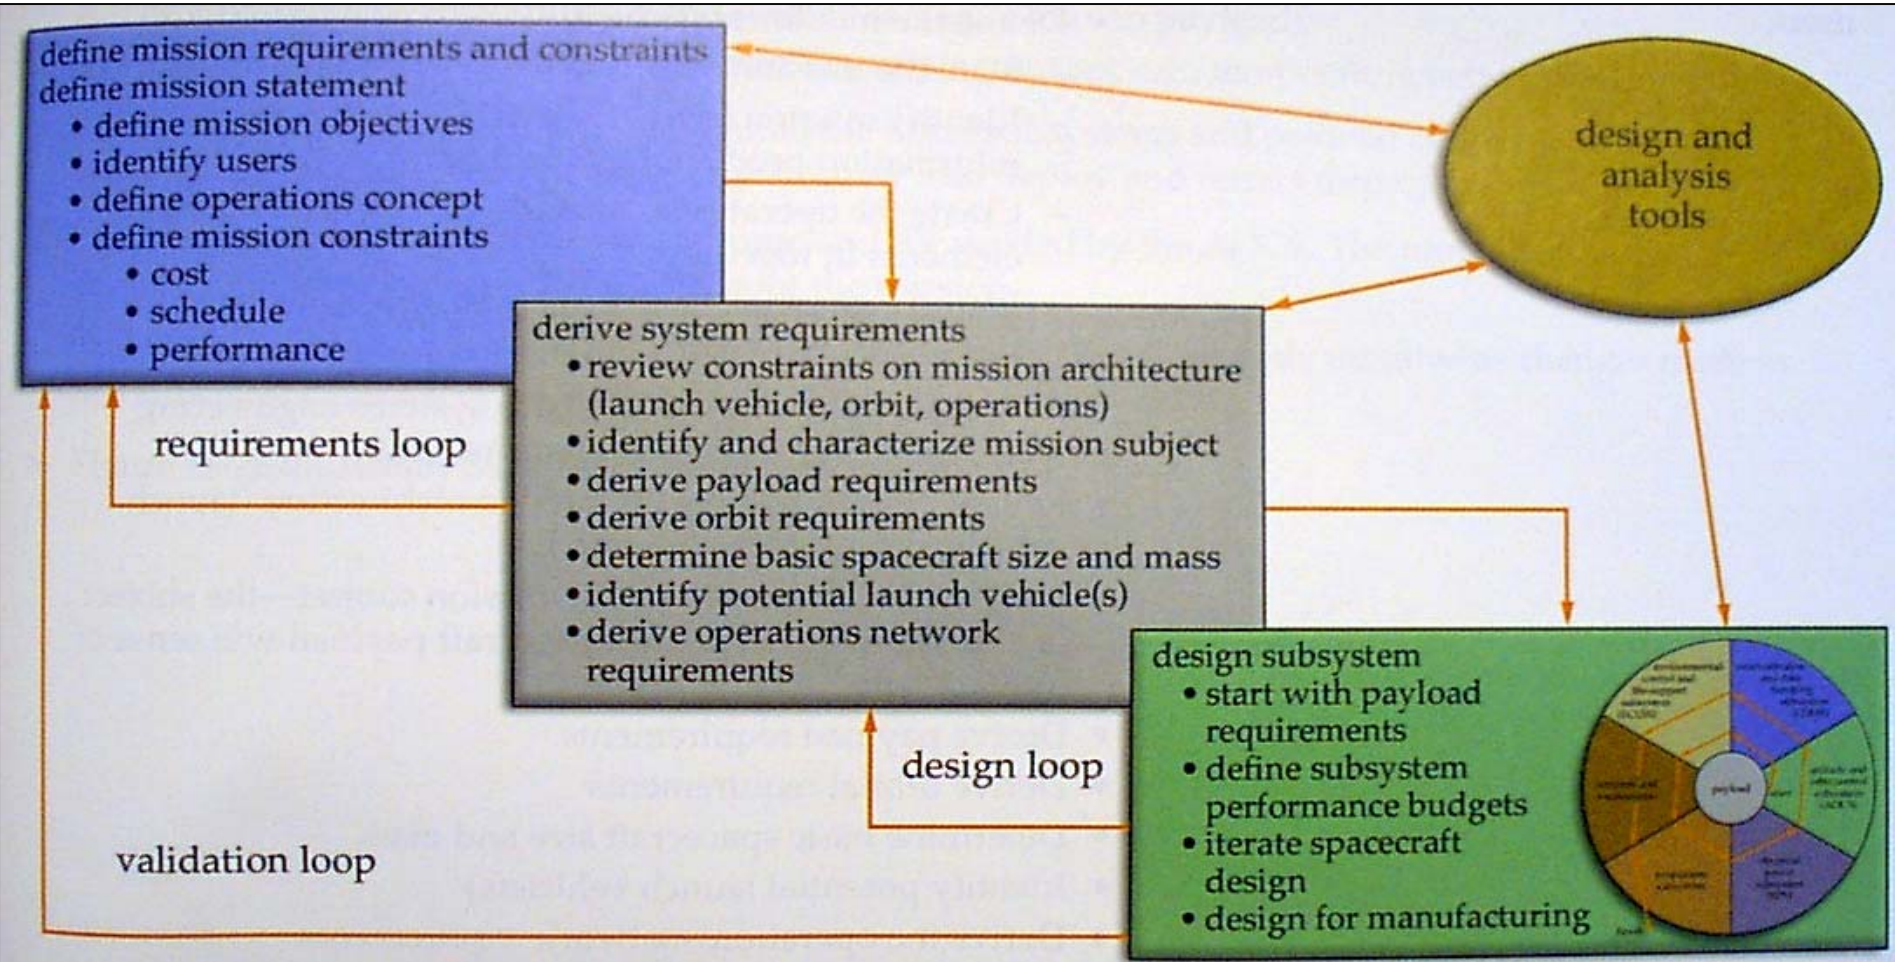 define mission requirements and constraints
define mission statement
• define mission objectives
• identify users
• define operations concept
• define mission constraints
• cost
• schedule
• performance
design and
analysis
tools
derive system requirements
• review constraints on mission architecture
(launch vehicle, orbit, operations)
• identify and characterize mission subject
• derive payload requirements
• derive orbit requirements
• determine basic spacecraft size and mass
• identify potential launch vehicle(s)
• derive operations network
requirements
requirements loop
design subsystem
• start with payload
requirements
• define subsystem
performance budgets
• iterate spacecraft
design
• design for manufacturing
payload
design loop
validation loop